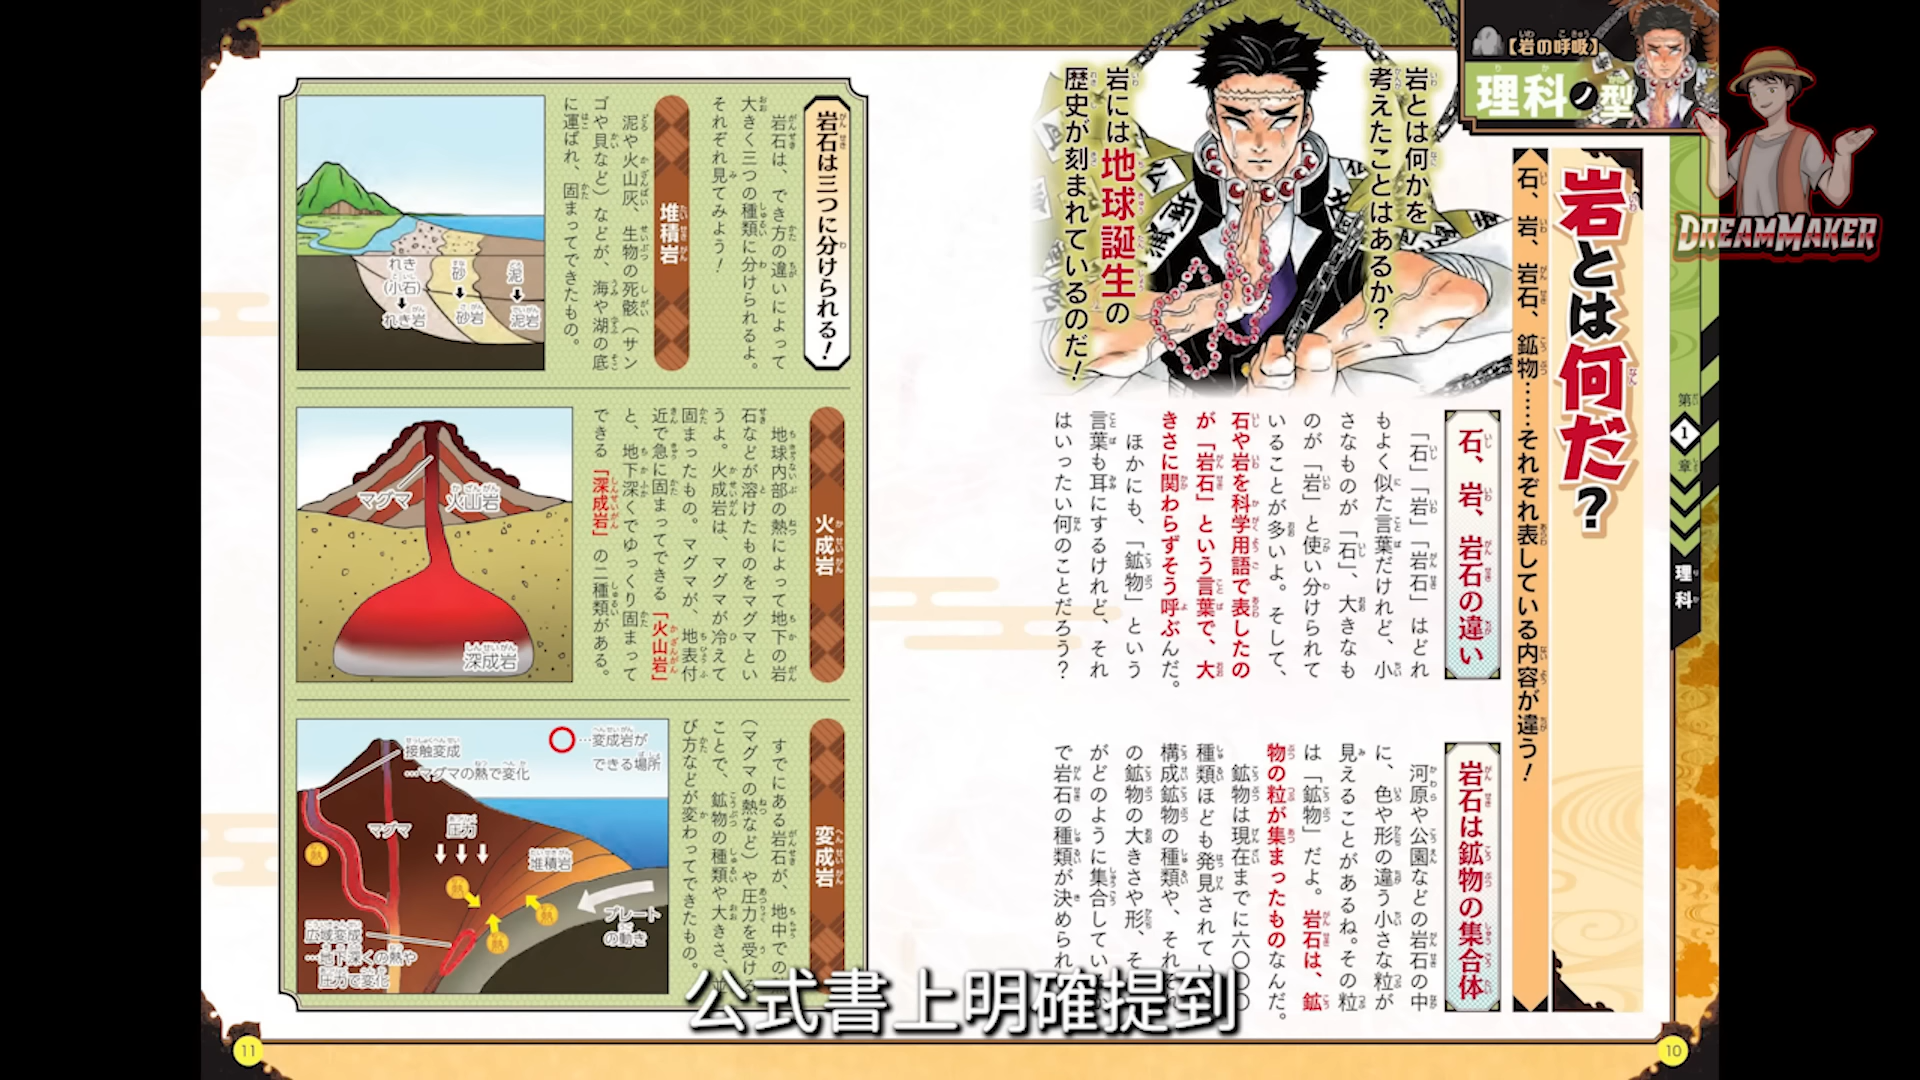 【岩の呼吸】
理科ノ型
DREAMMAKER
第1章
理科
岩とは何だ?
石、岩、岩石、鉱物……それぞれ表している内容が違う!
岩とは何かを
考えたことはあるか?
岩には地球誕生の
歴史が刻まれているのだ!
石、岩、岩石の違い
「石」「岩」「岩石」はどれ
もよく似た言葉だけれど、小
さなものが「石」、大きなも
のが「岩」と使い分けられて
いることが多いよ。そして、
石や岩を科学用語で表したの
が「岩石」という言葉で、大
きさに関わらずそう呼ぶんだ。
ほかにも、「鉱物」という
言葉も耳にするけれど、それ
はいったい何のことだろう?
岩石は鉱物の集合体
河原や公園などの岩石の中
に、色や形の違う小さな粒が
見えることがあるね。その粒
は「鉱物」だよ。岩石は、鉱
物の粒が集まったものなんだ。
鉱物は現在までに六〇〇〇
種類ほども発見されてい
構成鉱物の種類や、それぞれ
の鉱物の大きさや形、そ
がどのように集合している
で岩石の種類が決められ
10
岩石は三つに分けられる!
岩石は、でき方の違いによって
大きく三つの種類に分けられるよ。
それぞれ見てみよう!
堆積岩
泥や火山灰、生物の死骸(サン
ゴや貝など)などが、海や湖の底
に運ばれ、固まってできたもの。
れき(小石)➡れき岩
砂➡砂岩
泥➡泥岩
火成岩
地球内部の熱によって地下の岩
石などが溶けたものをマグマとい
うよ。火成岩は、マグマが冷えて
固まったもの。マグマが、地表付
近で急に固まってできる「火山岩」
と、地下深くでゆっくり固まって
できる「深成岩」の二種類がある。
マグマ
火山岩
深成岩
変成岩
すでにある岩石が、地中での
(マグマの熱など)や圧力を受ける
ことで、鉱物の種類や大きさ、並
び方などが変わってできたもの。
○…変成岩が
できる場所
接触変成
…マグマの熱で変化
マグマ
圧力
堆積岩
熱
熱
熱
熱
プレート
の動き
広域変成
…地下深くの熱や
圧力で変化
11
公式書上明確提到